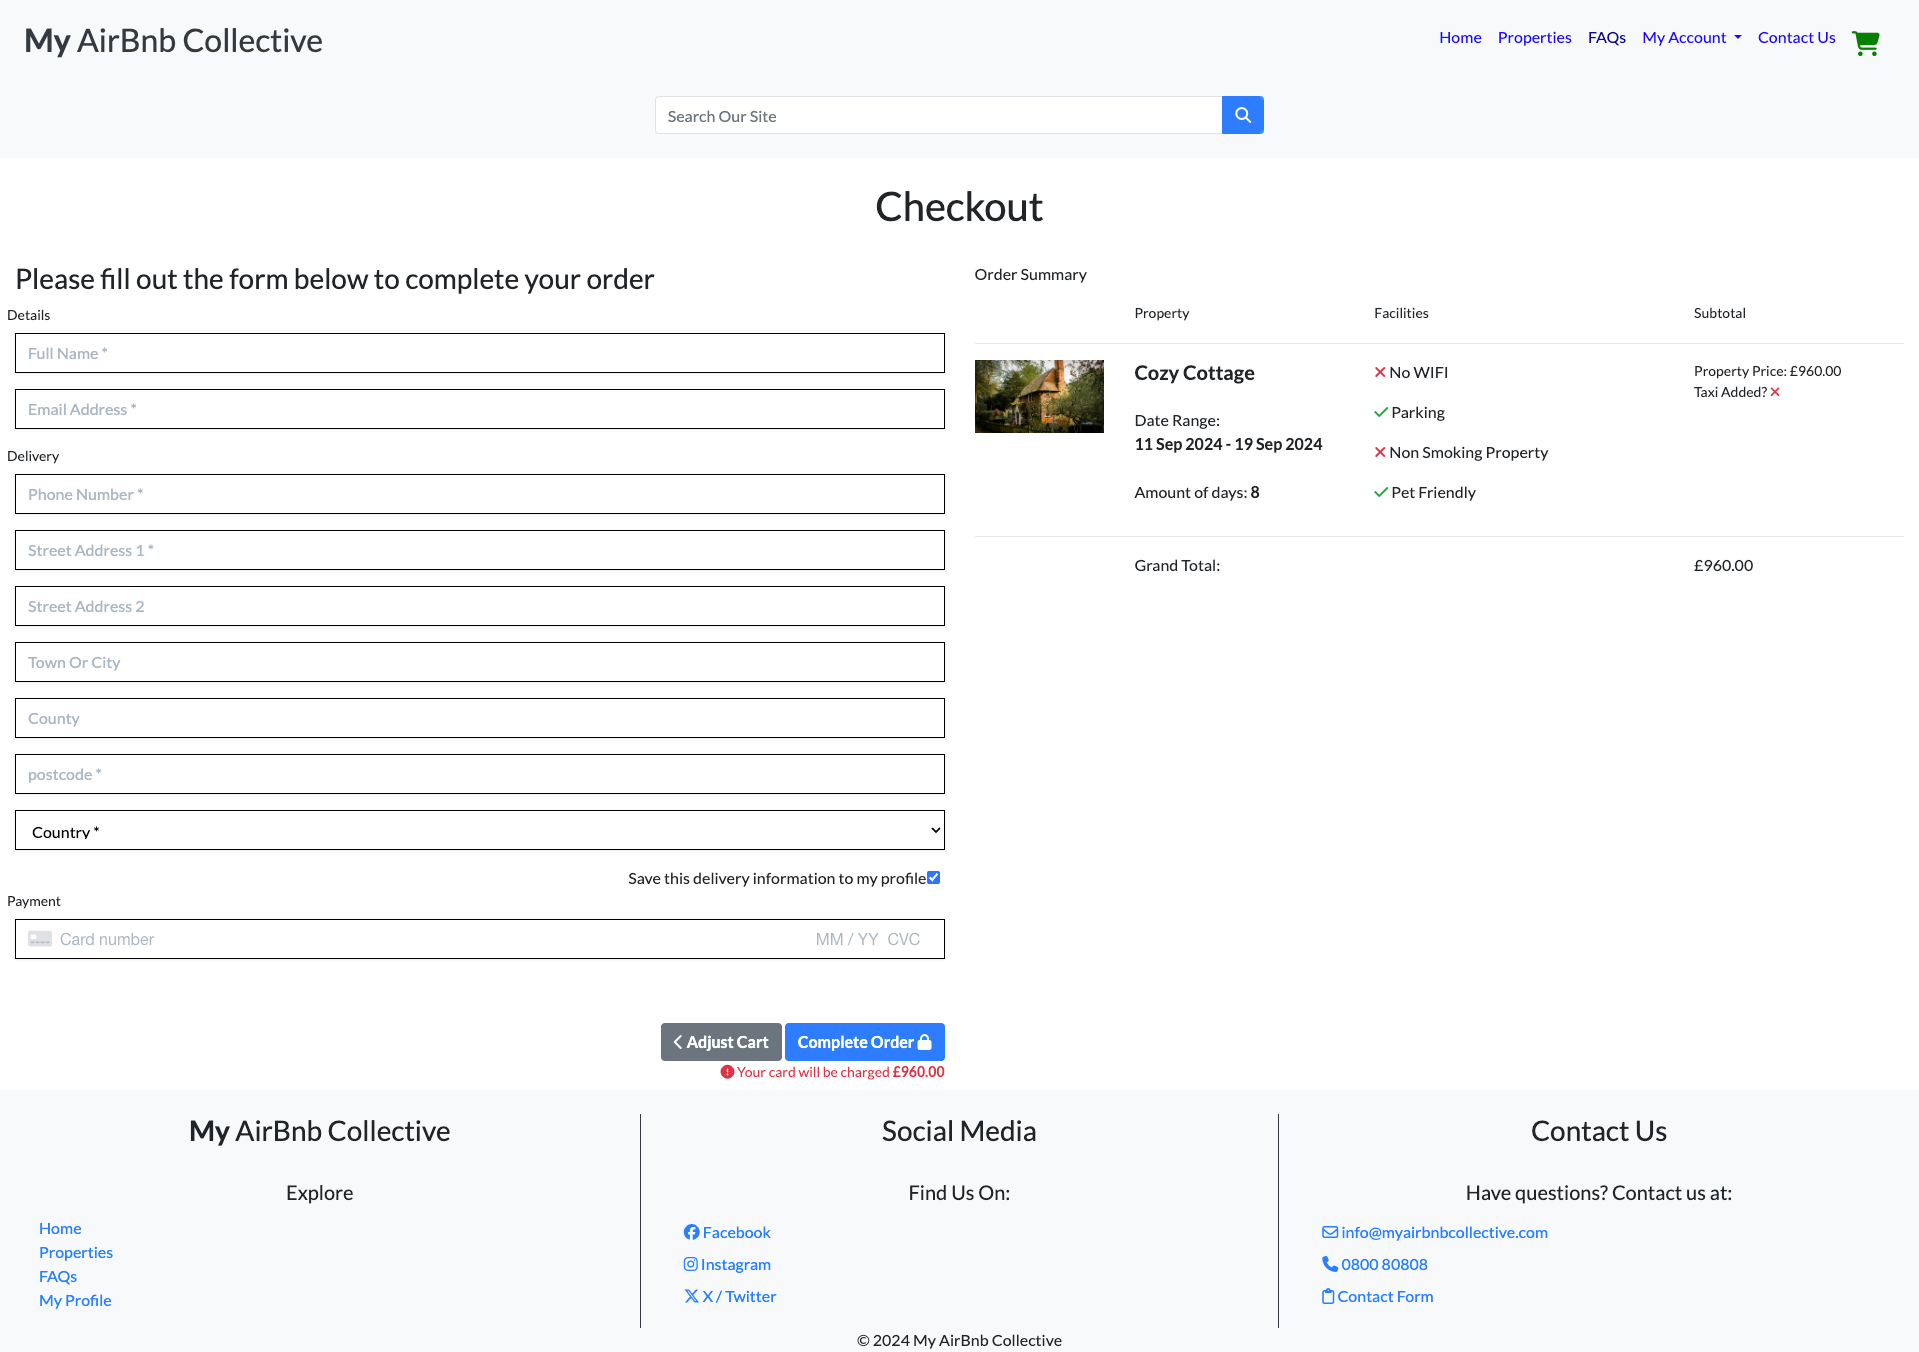 My AirBnb Collective
Home Properties FAQs My Account Contact Us
Search Our Site
Checkout
Please fill out the form below to complete your order
Details
Full Name *
Email Address *
Delivery
Phone Number *
Street Address 1 *
Street Address 2
Town Or City
County
postcode *
Country *
Save this delivery information to my profile
Payment
Card number MM / YY CVC
Adjust Cart Complete Order
Your card will be charged £960.00
Order Summary
Property Facilities Subtotal
Cozy Cottage
Date Range:
11 Sep 2024 - 19 Sep 2024
Amount of days: 8
No WIFI
Parking
Non Smoking Property
Pet Friendly
Property Price: £960.00
Taxi Added?
Grand Total: £960.00
My AirBnb Collective
Explore
Home
Properties
FAQs
My Profile
Social Media
Find Us On:
Facebook
Instagram
X / Twitter
Contact Us
Have questions? Contact us at:
info@myairbnbcollective.com
0800 80808
Contact Form
© 2024 My AirBnb Collective